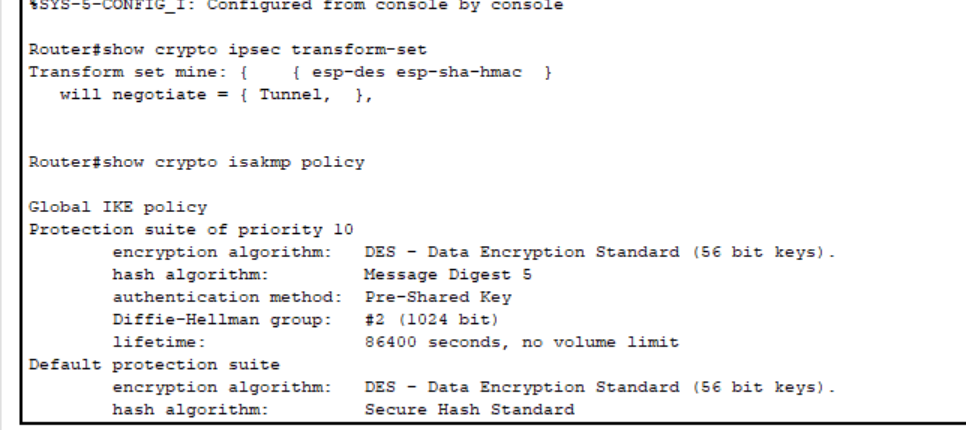 %SYS-5-CONFIG_I: Configured from console by console
Router#show crypto ipsec transform-set
Transform set mine: {    { esp-des esp-sha-hmac  }
   will negotiate = { Tunnel,  },
Router#show crypto isakmp policy
Global IKE policy
Protection suite of priority 10
        encryption algorithm:   DES - Data Encryption Standard (56 bit keys).
        hash algorithm:         Message Digest 5
        authentication method:  Pre-Shared Key
        Diffie-Hellman group:   #2 (1024 bit)
        lifetime:               86400 seconds, no volume limit
Default protection suite
        encryption algorithm:   DES - Data Encryption Standard (56 bit keys).
        hash algorithm:         Secure Hash Standard